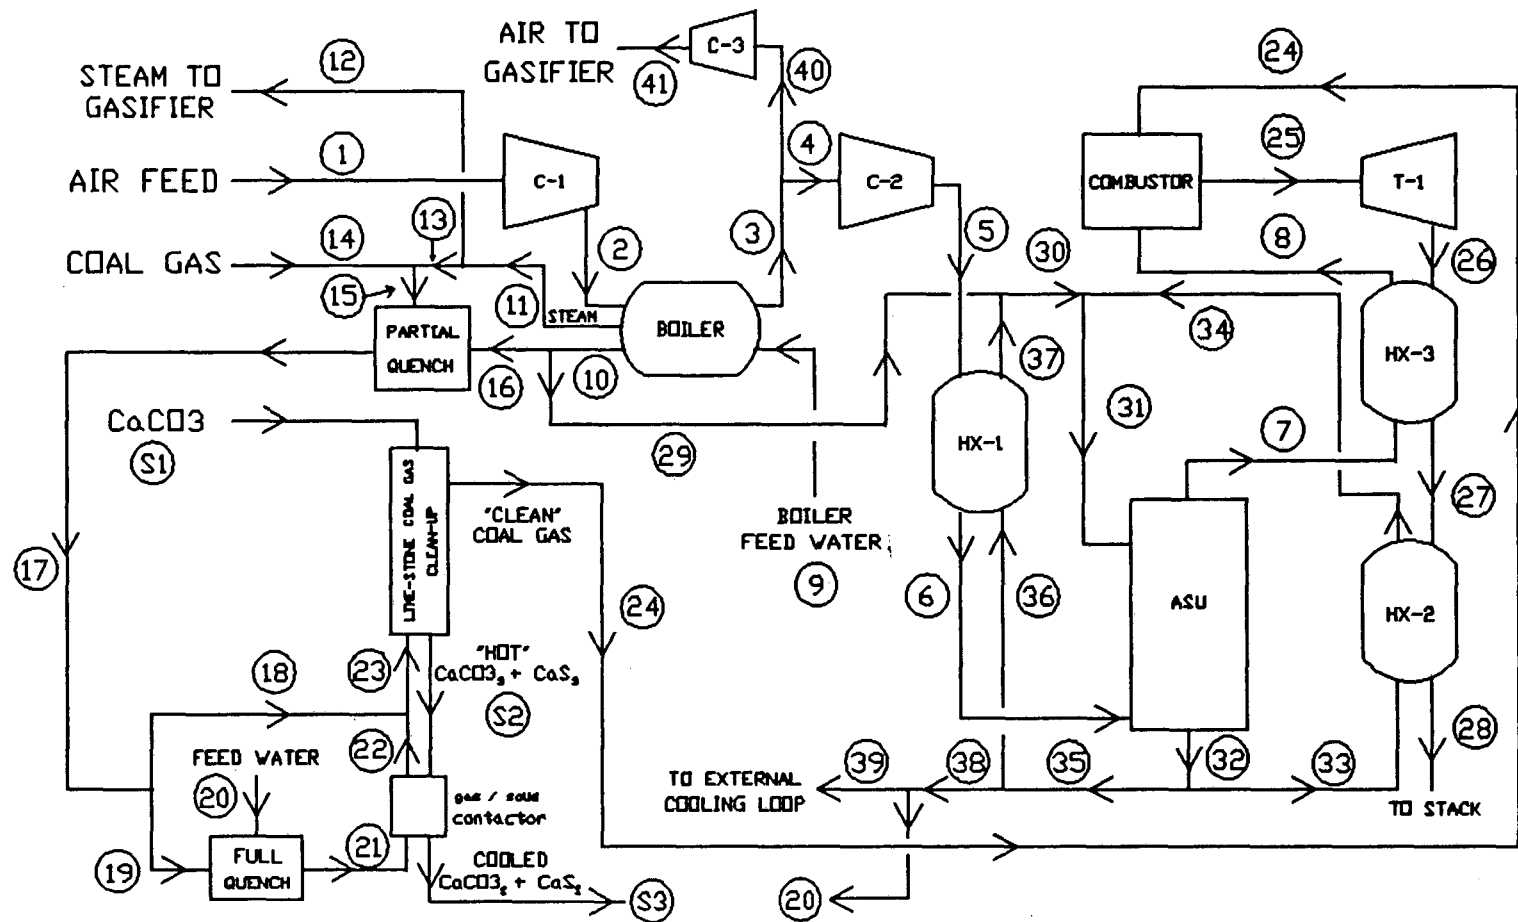 AIR TO
GASIFIER
C-3
41
40
24
12
STEAM TO
GASIFIER
1
AIR FEED
C-1
4
C-2
COMBUSTOR
25
T-1
13
14
COAL GAS
2
3
5
30
8
26
15
11
STEAM
BOILER
34
HX-3
PARTIAL
QUENCH
16
10
37
CaCO3
S1
29
HX-1
31
7
LIME-STONE COAL GAS
CLEAN-UP
"CLEAN"
COAL GAS
BOILER
FEED WATER
9
27
17
24
6
36
ASU
HX-2
18
23
"HOT"
CaCO3s + CaSs
S2
FEED WATER
20
22
39
38
35
32
33
28
TO EXTERNAL
COOLING LOOP
TO STACK
gas / solid
contactor
19
FULL
QUENCH
21
COOLED
CaCO3s + CaSs
S3
20